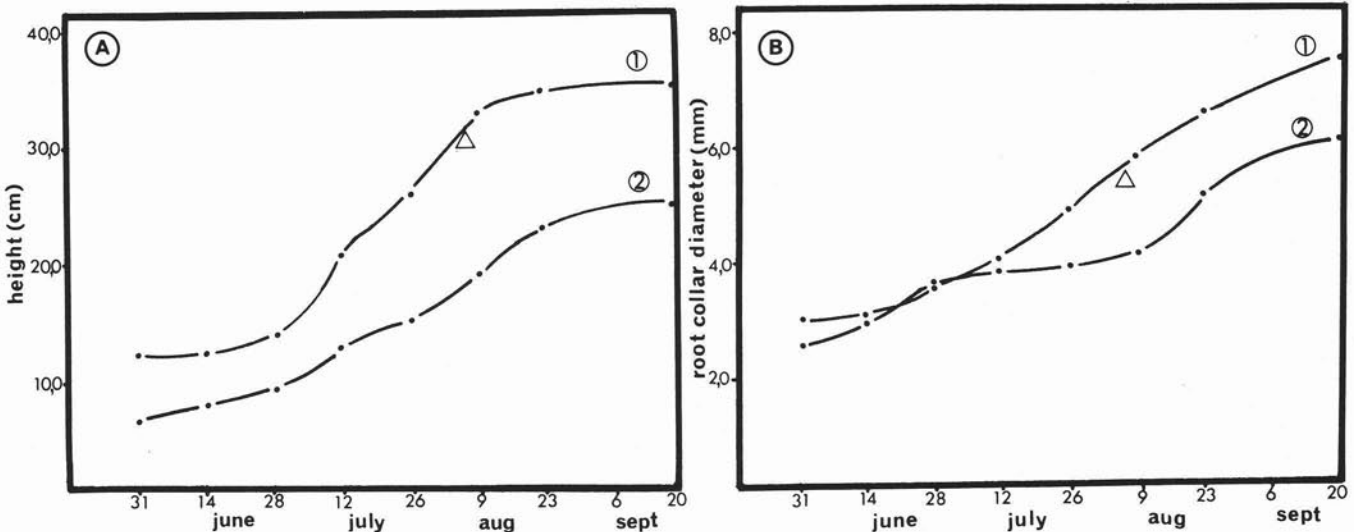 A
40,0
30,0
20,0
10,0
height (cm)
①
②
31 14 28 12 26 9 23 6 20
june july aug sept
B
8,0
6,0
4,0
2,0
root collar diameter (mm)
①
②
31 14 28 12 26 9 23 6 20
june july aug sept